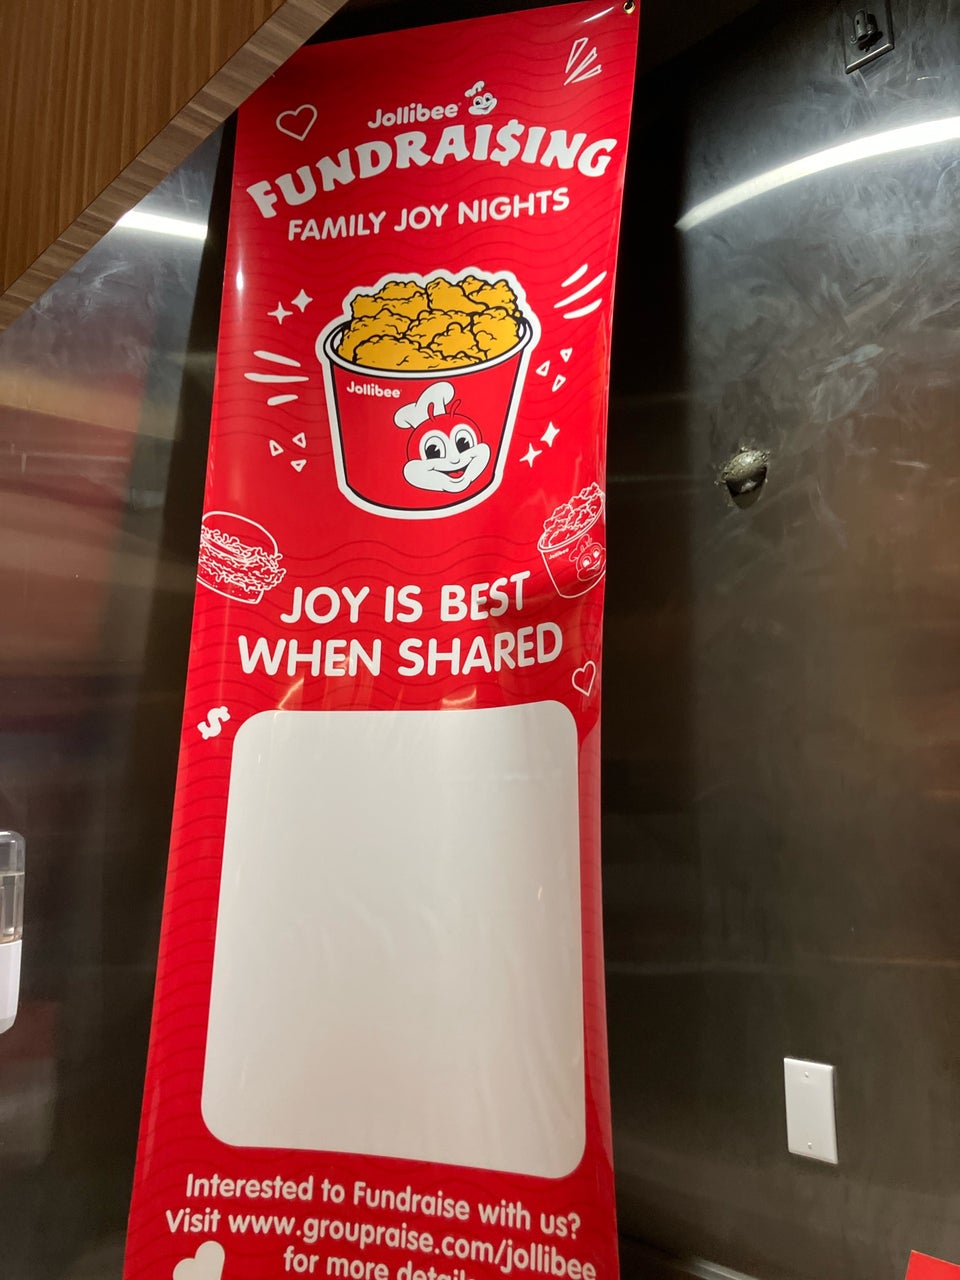 Jollibee
FUNDRAI$ING
FAMILY JOY NIGHTS
Jollibee
JOY IS BEST
WHEN SHARED
$
Interested to Fundraise with us?
Visit www.groupraise.com/jollibee
for more details